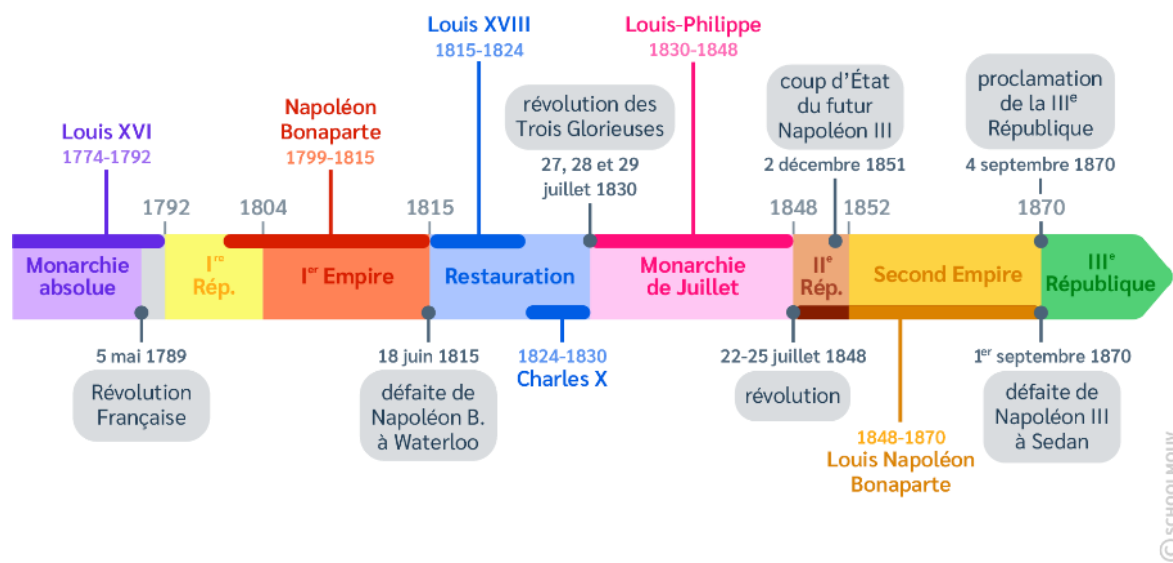 Louis XVI
1774-1792
Napoléon
Bonaparte
1799-1815
Louis XVIII
1815-1824
révolution des
Trois Glorieuses
27, 28 et 29
juillet 1830
Louis-Philippe
1830-1848
coup d'État
du futur
Napoléon III
2 décembre 1851
proclamation
de la IIIe
République
4 septembre 1870
1792
1804
1815
1848
1852
1870
Monarchie
absolue
Ire
Rép.
Ier Empire
Restauration
Monarchie
de Juillet
IIe
Rép.
Second Empire
IIIe
République
5 mai 1789
Révolution
Française
18 juin 1815
défaite de
Napoléon B.
à Waterloo
1824-1830
Charles X
22-25 juillet 1848
révolution
1848-1870
Louis Napoléon
Bonaparte
1er septembre 1870
défaite de
Napoléon III
à Sedan
© SCHOOLMOUV